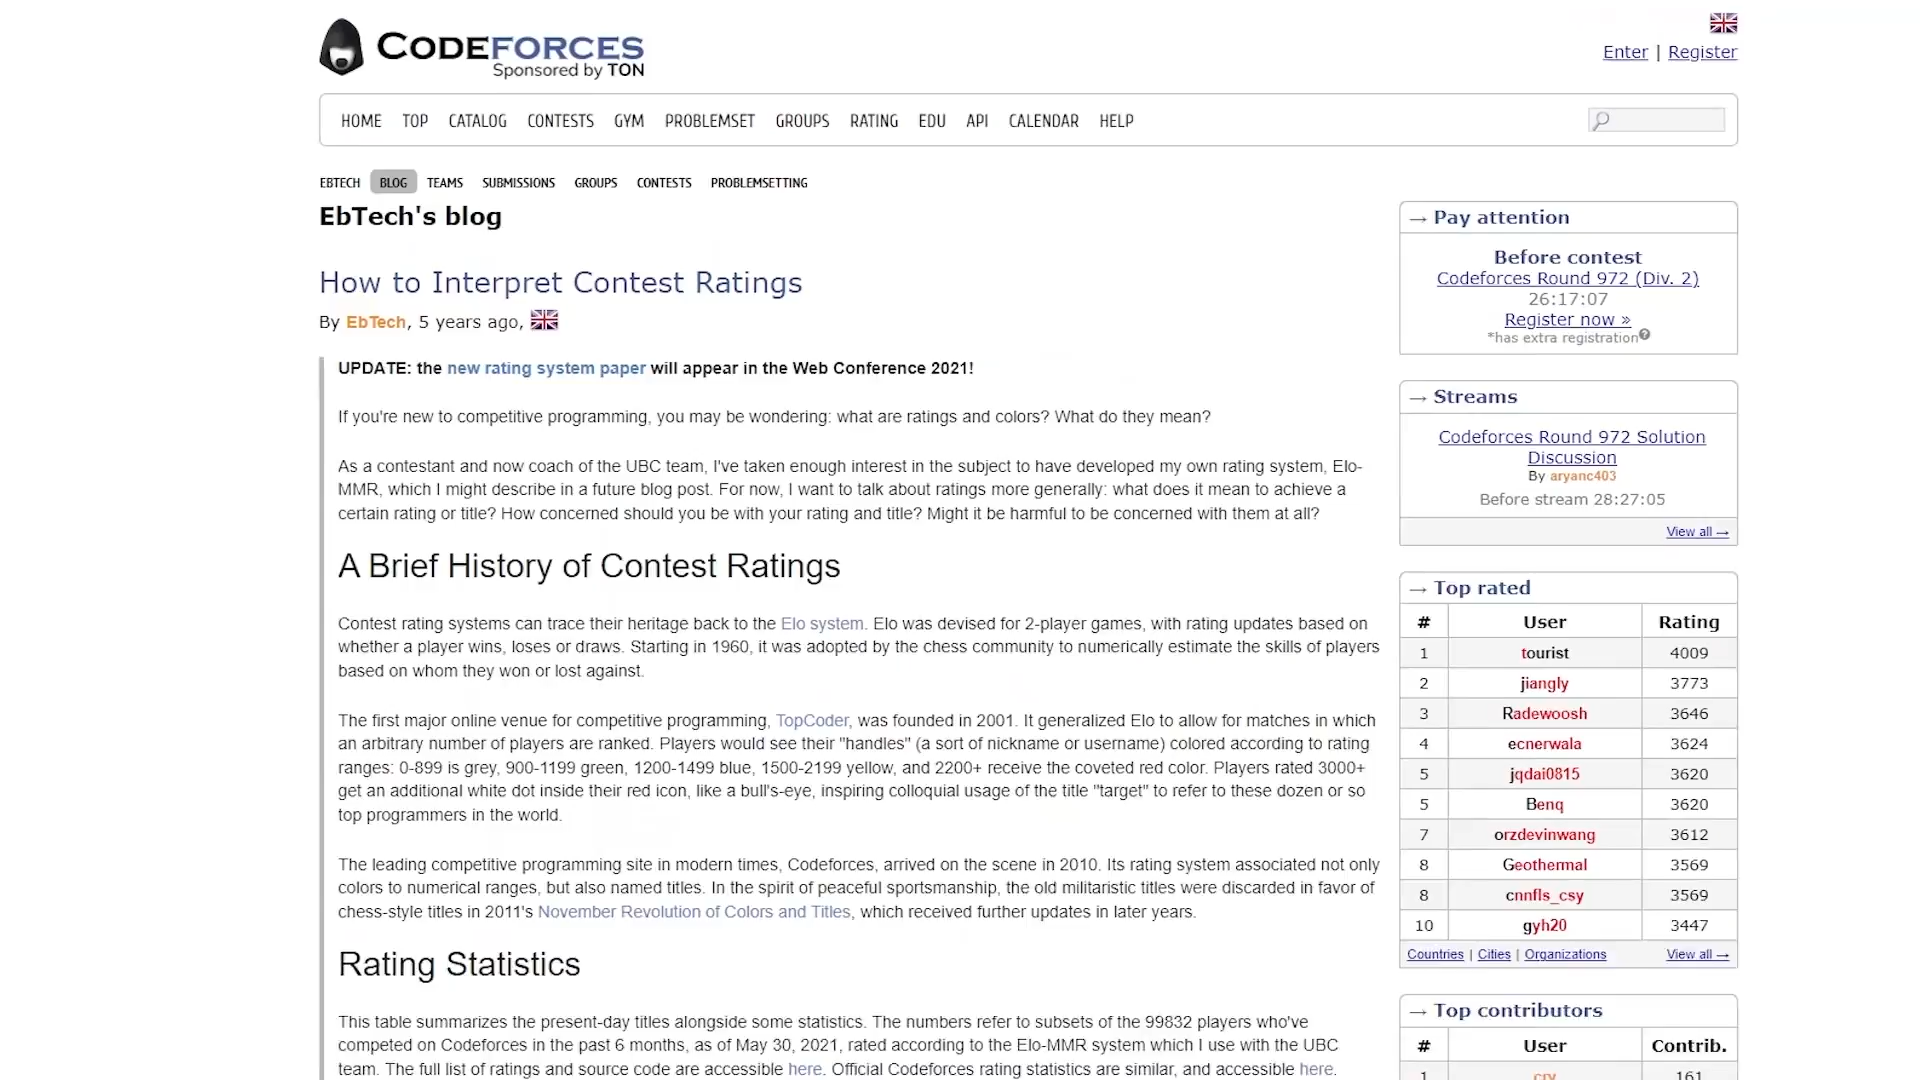 CODEFORCES
Sponsored by TON
Enter | Register
HOME TOP CATALOG CONTESTS GYM PROBLEMSET GROUPS RATING EDU API CALENDAR HELP
EBTECH BLOG TEAMS SUBMISSIONS GROUPS CONTESTS PROBLEMSETTING
EbTech's blog
How to Interpret Contest Ratings
By EbTech, 5 years ago,
UPDATE: the new rating system paper will appear in the Web Conference 2021!
If you're new to competitive programming, you may be wondering: what are ratings and colors? What do they mean?
As a contestant and now coach of the UBC team, I've taken enough interest in the subject to have developed my own rating system, Elo-
MMR, which I might describe in a future blog post. For now, I want to talk about ratings more generally: what does it mean to achieve a
certain rating or title? How concerned should you be with your rating and title? Might it be harmful to be concerned with them at all?
A Brief History of Contest Ratings
Contest rating systems can trace their heritage back to the Elo system. Elo was devised for 2-player games, with rating updates based on
whether a player wins, loses or draws. Starting in 1960, it was adopted by the chess community to numerically estimate the skills of players
based on whom they won or lost against.
The first major online venue for competitive programming, TopCoder, was founded in 2001. It generalized Elo to allow for matches in which
an arbitrary number of players are ranked. Players would see their "handles" (a sort of nickname or username) colored according to rating
ranges: 0-899 is grey, 900-1199 green, 1200-1499 blue, 1500-2199 yellow, and 2200+ receive the coveted red color. Players rated 3000+
get an additional white dot inside their red icon, like a bull's-eye, inspiring colloquial usage of the title "target" to refer to these dozen or so
top programmers in the world.
The leading competitive programming site in modern times, Codeforces, arrived on the scene in 2010. Its rating system associated not only
colors to numerical ranges, but also named titles. In the spirit of peaceful sportsmanship, the old militaristic titles were discarded in favor of
chess-style titles in 2011's November Revolution of Colors and Titles, which received further updates in later years.
Rating Statistics
This table summarizes the present-day titles alongside some statistics. The numbers refer to subsets of the 99832 players who've
competed on Codeforces in the past 6 months, as of May 30, 2021, rated according to the Elo-MMR system which I use with the UBC
team. The full list of ratings and source code are accessible here. Official Codeforces rating statistics are similar, and accessible here.
→ Pay attention
Before contest
Codeforces Round 972 (Div. 2)
26:17:07
Register now »
*has extra registration?
→ Streams
Codeforces Round 972 Solution
Discussion
By aryanc403
Before stream 28:27:05
View all →
→ Top rated
# User Rating
1 tourist 4009
2 jiangly 3773
3 Radewoosh 3646
4 ecnerwala 3624
5 jqdai0815 3620
5 Benq 3620
7 orzdevinwang 3612
8 Geothermal 3569
8 cnnfls_csy 3569
10 gyh20 3447
Countries | Cities | Organizations View all →
→ Top contributors
# User Contrib.
1 cry 161